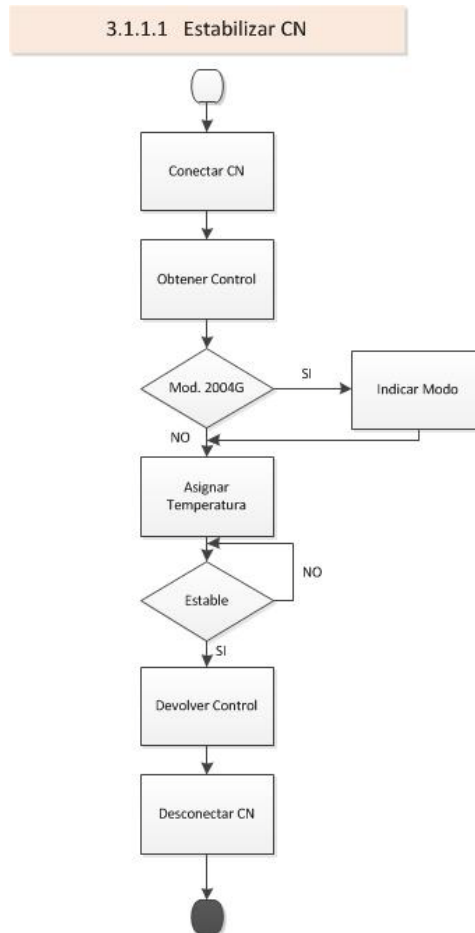 3.1.1.1 Estabilizar CN
Conectar CN
Obtener Control
Mod. 2004G
SI
Indicar Modo
NO
Asignar
Temperatura
NO
Estable
SI
Devolver Control
Desconectar CN